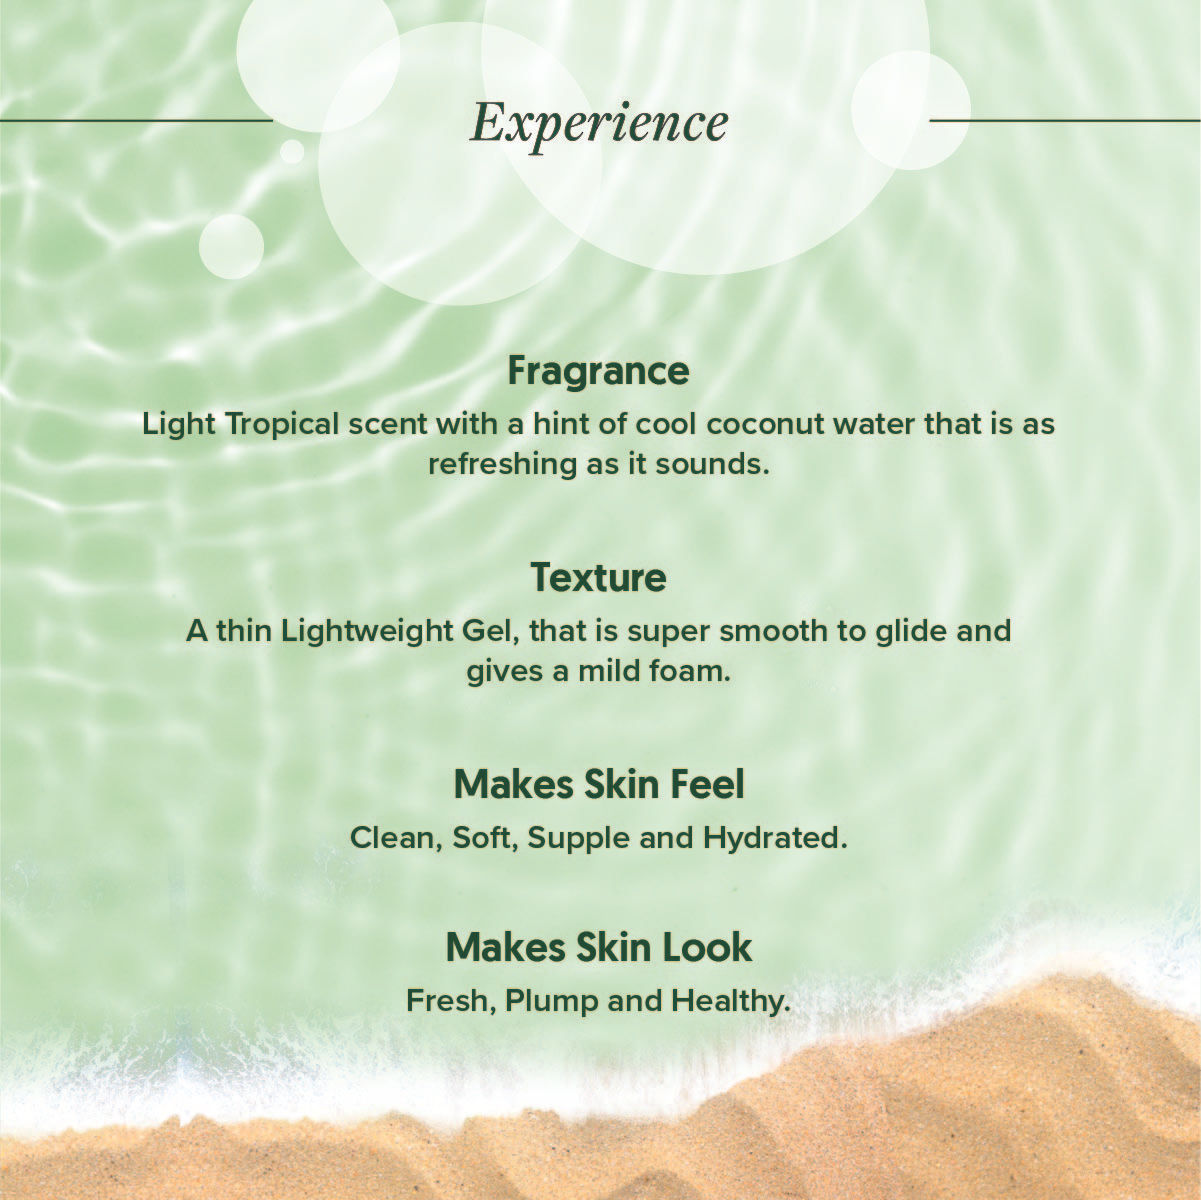 Experience
Fragrance
Light Tropical scent with a hint of cool coconut water that is as
refreshing as it sounds.
Texture
A thin Lightweight Gel, that is super smooth to glide and
gives a mild foam.
Makes Skin Feel
Clean, Soft, Supple and Hydrated.
Makes Skin Look
Fresh, Plump and Healthy.